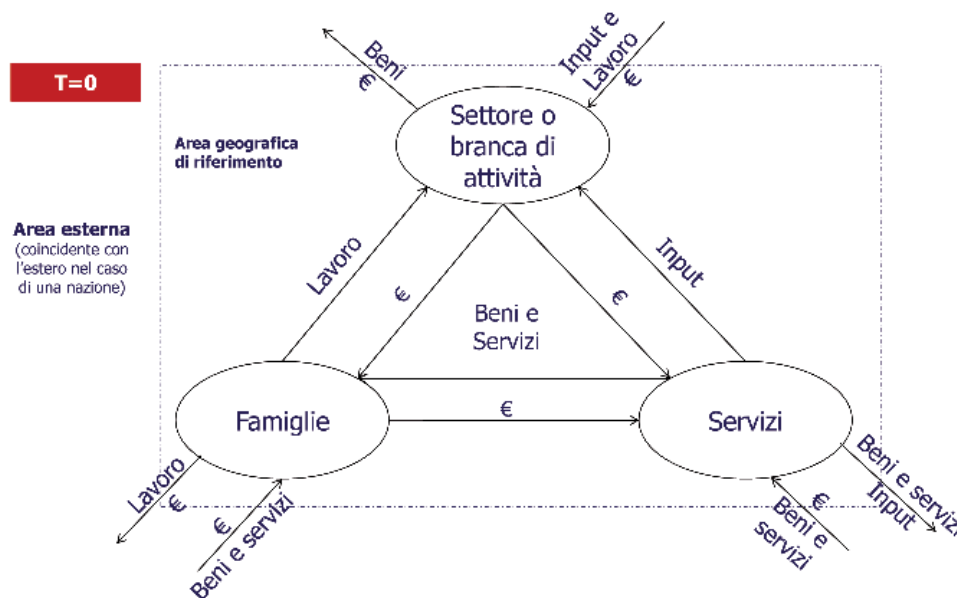 Beni
€
Input e
Lavoro
€
T=0
Settore o
branca di
attività
Area geografica
di riferimento
Area esterna
(coincidente con
l'estero nel caso
di una nazione)
Lavoro
€
Input
€
Beni e
Servizi
Famiglie
€
Servizi
Lavoro
€
€
Beni e servizi
€
Beni e
servizi
Beni e servizi
Input